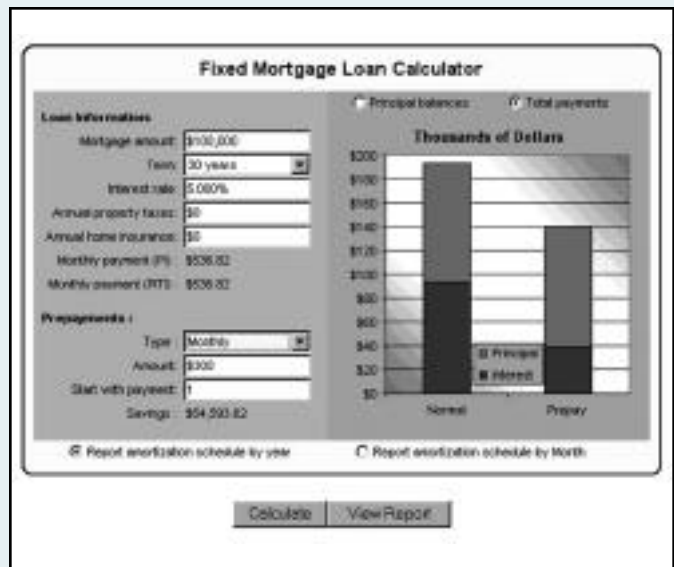 Fixed Mortgage Loan Calculator
Loan Information
Mortgage amount: $100,000
Term: 30 years
Interest rate: 5.000%
Annual property taxes: $0
Annual home insurance: $0
Monthly payment (PI): $536.82
Monthly payment (PITI): $536.82
Prepayments :
Type: Monthly
Amount: $300
Start with payment: 1
Savings:
Principal balances Total payments
Thousands of Dollars
$200
$180
$160
$140
$120
$100
$80
$60
$40
$20
$0
Principal
Interest
Normal Prepay
Report amortization schedule by year Report amortization schedule by Month
Calculate View Report